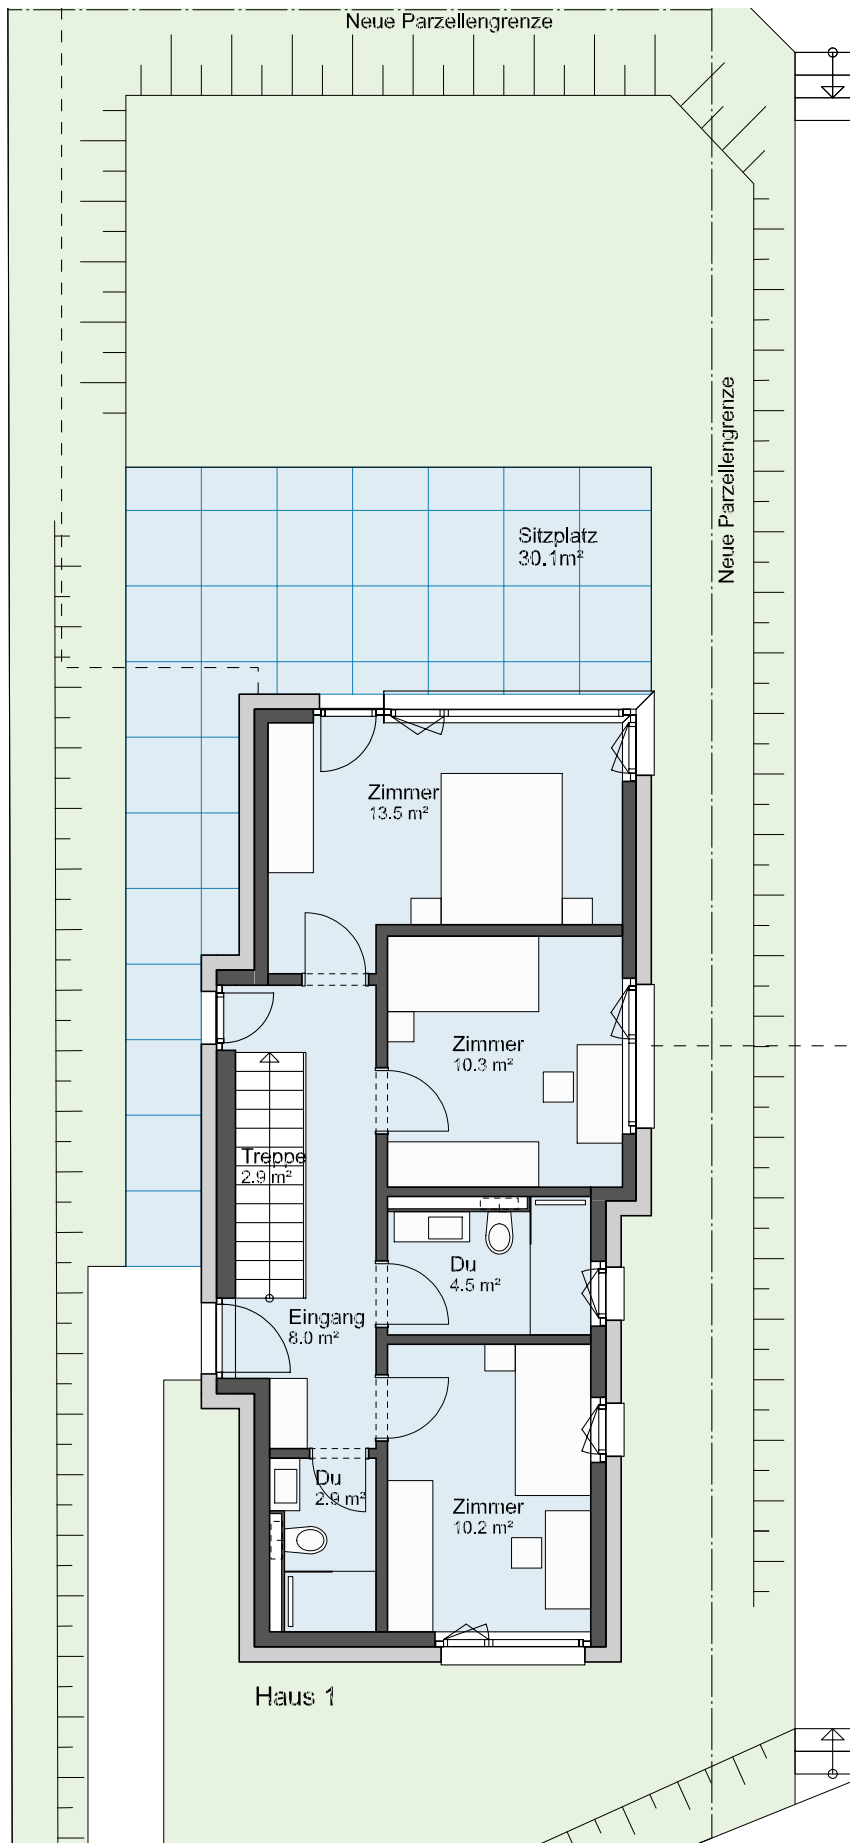 Neue Parzellengrenze
Neue Parzellengrenze
Sitzplatz
30.1m²
Zimmer
13.5 m²
Zimmer
10.3 m²
Treppe
2.9 m²
Du
4.5 m²
Eingang
8.0 m²
Du
2.9 m²
Zimmer
10.2 m²
Haus 1